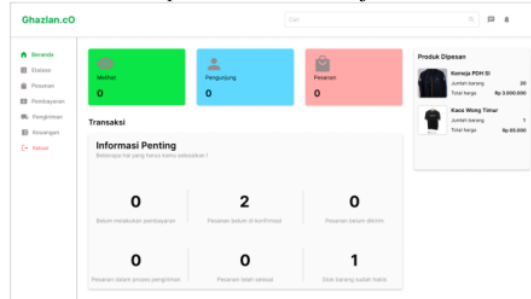 Ghazlan.cO
Cari
Beranda
Etalase
Pesanan
Pembayaran
Pengiriman
Keuangan
Keluar
Melihat
0
Pengunjung
0
Pesanan
0
Produk Dipesan
Kemeja PDH SI
Jumlah barang 20
Total harga Rp 3.000.000
Kaos Wong Timur
Jumlah barang 1
Total harga Rp 65.000
Transaksi
Informasi Penting
Beberapa hal yang harus kamu selesaikan !
0
Belum melakukan pembayaran
2
Pesanan belum di konfirmasi
0
Pesanan belum dikirim
0
Pesanan dalam proses pengiriman
0
Pesanan telah selesai
1
Stok barang sudah habis